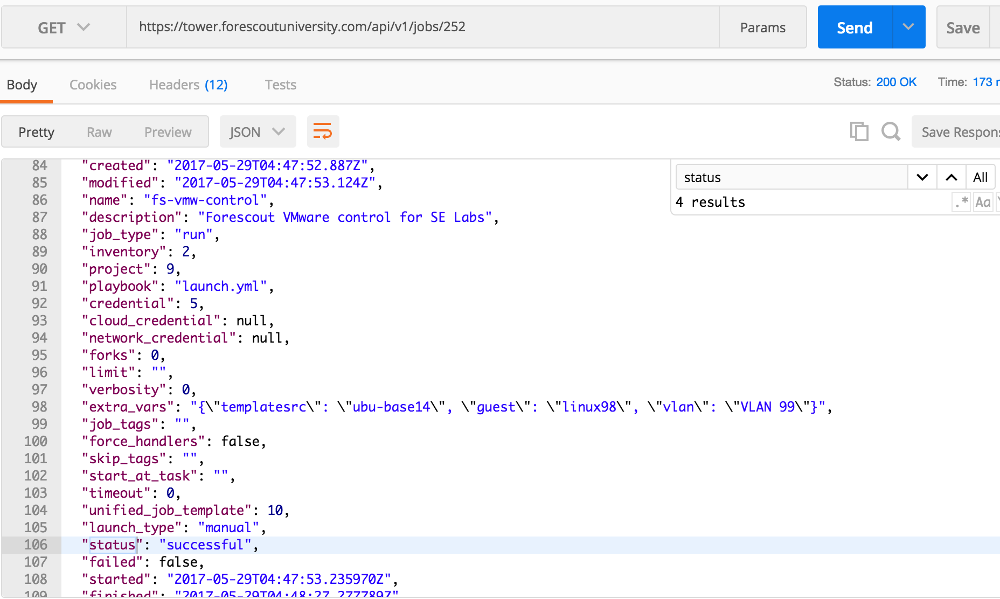 GET https://tower.forescoutuniversity.com/api/v1/jobs/252 Params Send Save
Body Cookies Headers (12) Tests Status: 200 OK Time: 173
Pretty Raw Preview JSON Save Respons
status All
4 results
.* Aa
84 "created": "2017-05-29T04:47:52.887Z",
85 "modified": "2017-05-29T04:47:53.124Z",
86 "name": "fs-vmw-control",
87 "description": "Forescout VMware control for SE Labs",
88 "job_type": "run",
89 "inventory": 2,
90 "project": 9,
91 "playbook": "launch.yml",
92 "credential": 5,
93 "cloud_credential": null,
94 "network_credential": null,
95 "forks": 0,
96 "limit": "",
97 "verbosity": 0,
98 "extra_vars": "{\"templatesrc\": \"ubu-base14\", \"guest\": \"linux98\", \"vlan\": \"VLAN 99\"}",
99 "job_tags": "",
100 "force_handlers": false,
101 "skip_tags": "",
102 "start_at_task": "",
103 "timeout": 0,
104 "unified_job_template": 10,
105 "launch_type": "manual",
106 "status": "successful",
107 "failed": false,
108 "started": "2017-05-29T04:47:53.235970Z",
109 "finished": "2017-05-29T04:48:27.277789Z"